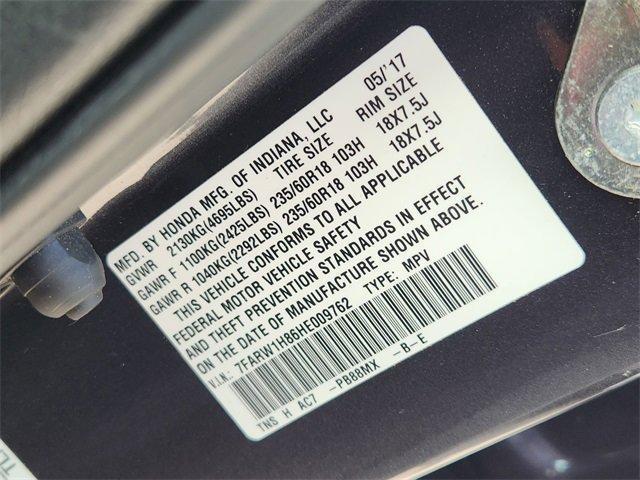 MFD. BY HONDA MFG. OF INDIANA, LLC 05/'17
GVWR 2130KG(4695LBS) TIRE SIZE RIM SIZE
GAWR F 1100KG(2425LBS) 235/60R18 103H 18X7.5J
GAWR R 1040KG(2292LBS) 235/60R18 103H 18X7.5J
THIS VEHICLE CONFORMS TO ALL APPLICABLE
FEDERAL MOTOR VEHICLE SAFETY
AND THEFT PREVENTION STANDARDS IN EFFECT
ON THE DATE OF MANUFACTURE SHOWN ABOVE.
V.I.N.: 7FARW1H86HE009762 TYPE: MPV
TNS H AC7 -PB88MX -B-E